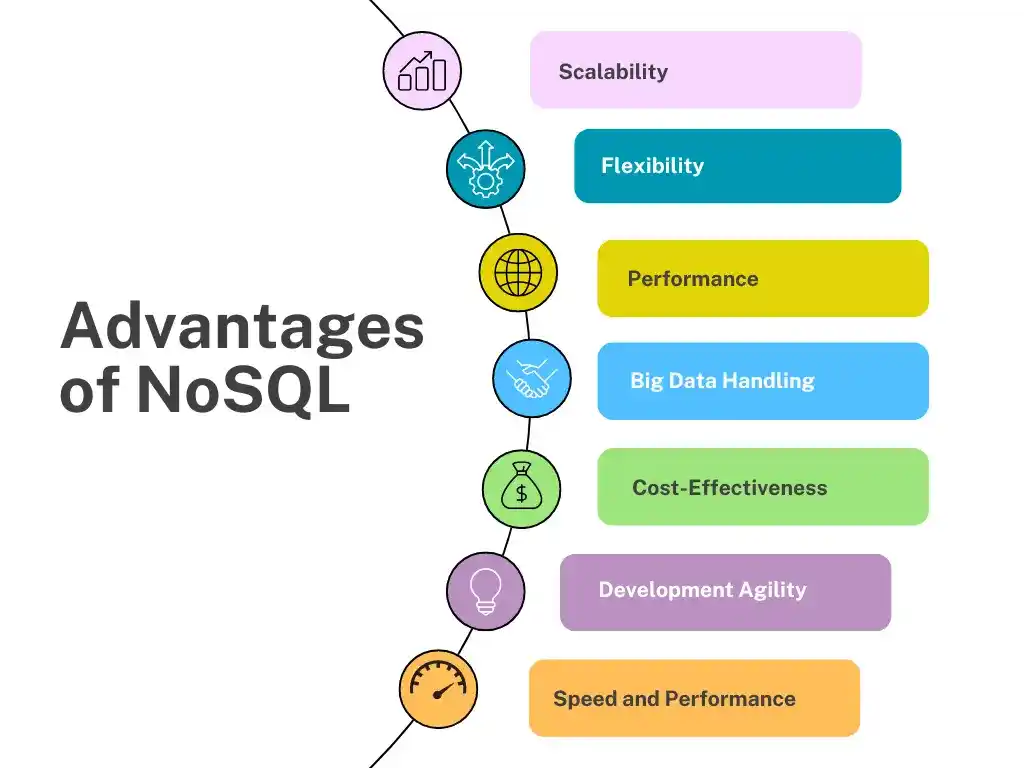 Advantages
of NoSQL
Scalability
Flexibility
Performance
Big Data Handling
$
Cost-Effectiveness
Development Agility
Speed and Performance